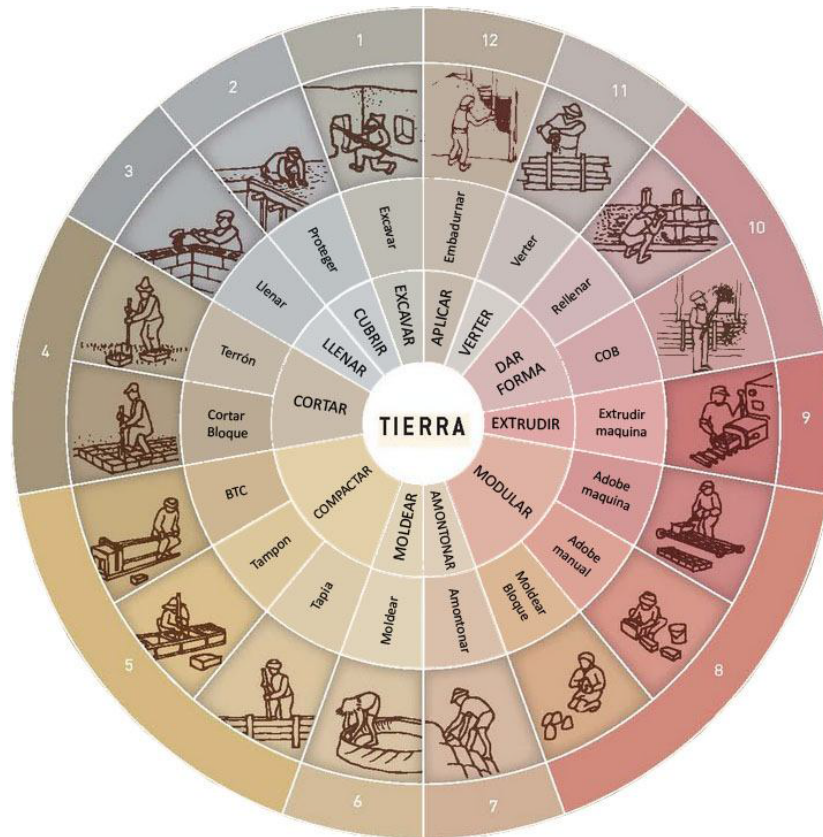 1
2
3
4
5
6
7
8
9
10
11
12
Excavar
Proteger
Llenar
Terrón
Cortar
Bloque
BTC
Tampon
Tapia
Moldear
Amontonar
Moldear
Bloque
Adobe
manual
Adobe
maquina
Extrudir
maquina
COB
Rellenar
Verter
Embadurnar
EXCAVAR
CUBRIR
LLENAR
CORTAR
COMPACTAR
MOLDEAR
AMONTONAR
MODULAR
EXTRUDIR
DAR
FORMA
VERTER
APLICAR
TIERRA